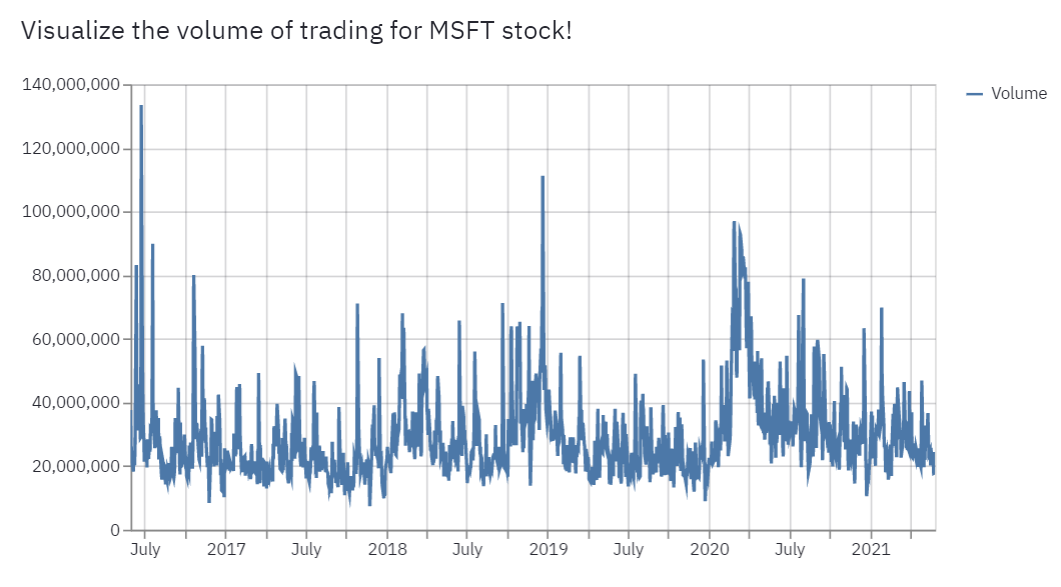 Visualize the volume of trading for MSFT stock!
140,000,000
120,000,000
100,000,000
80,000,000
60,000,000
40,000,000
20,000,000
0
July 2017 July 2018 July 2019 July 2020 July 2021
Volume